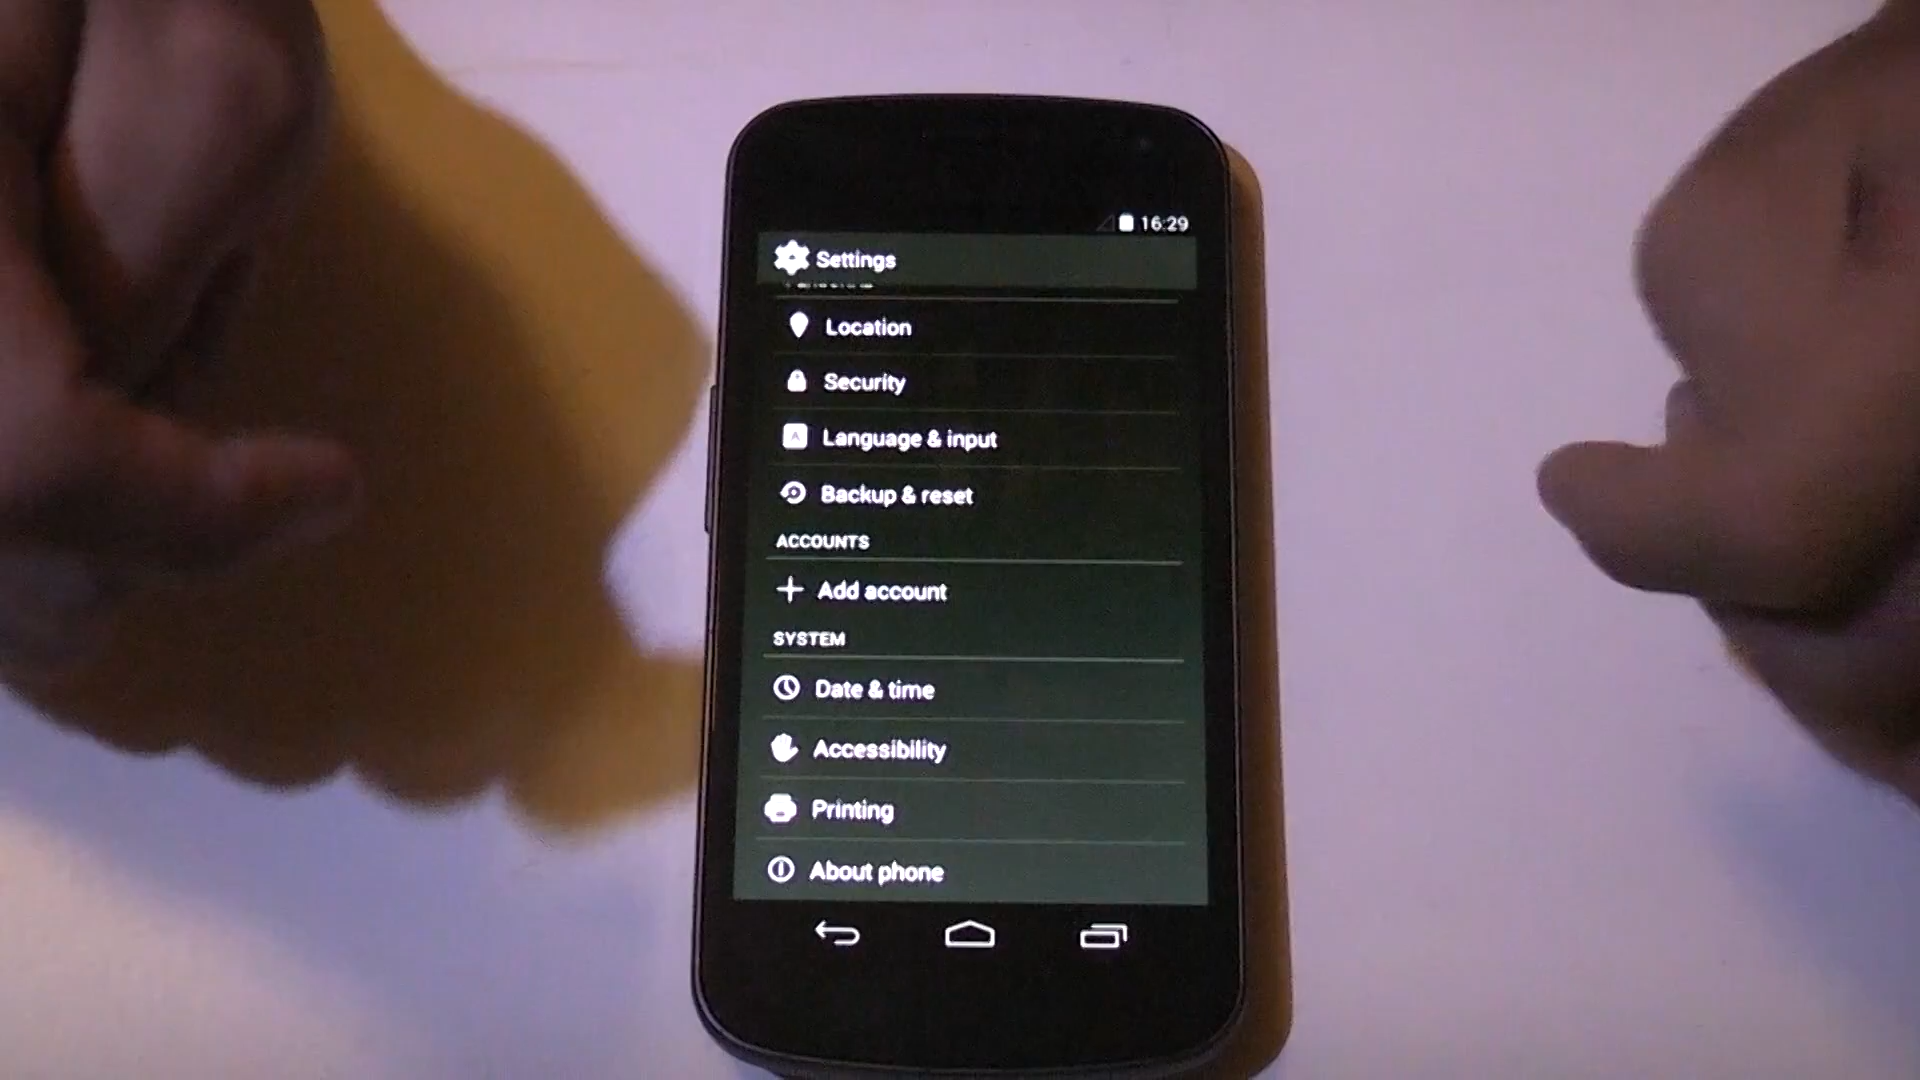 16:29
Settings
Location
Security
A Language & input
Backup & reset
ACCOUNTS
Add account
SYSTEM
Date & time
Accessibility
Printing
About phone